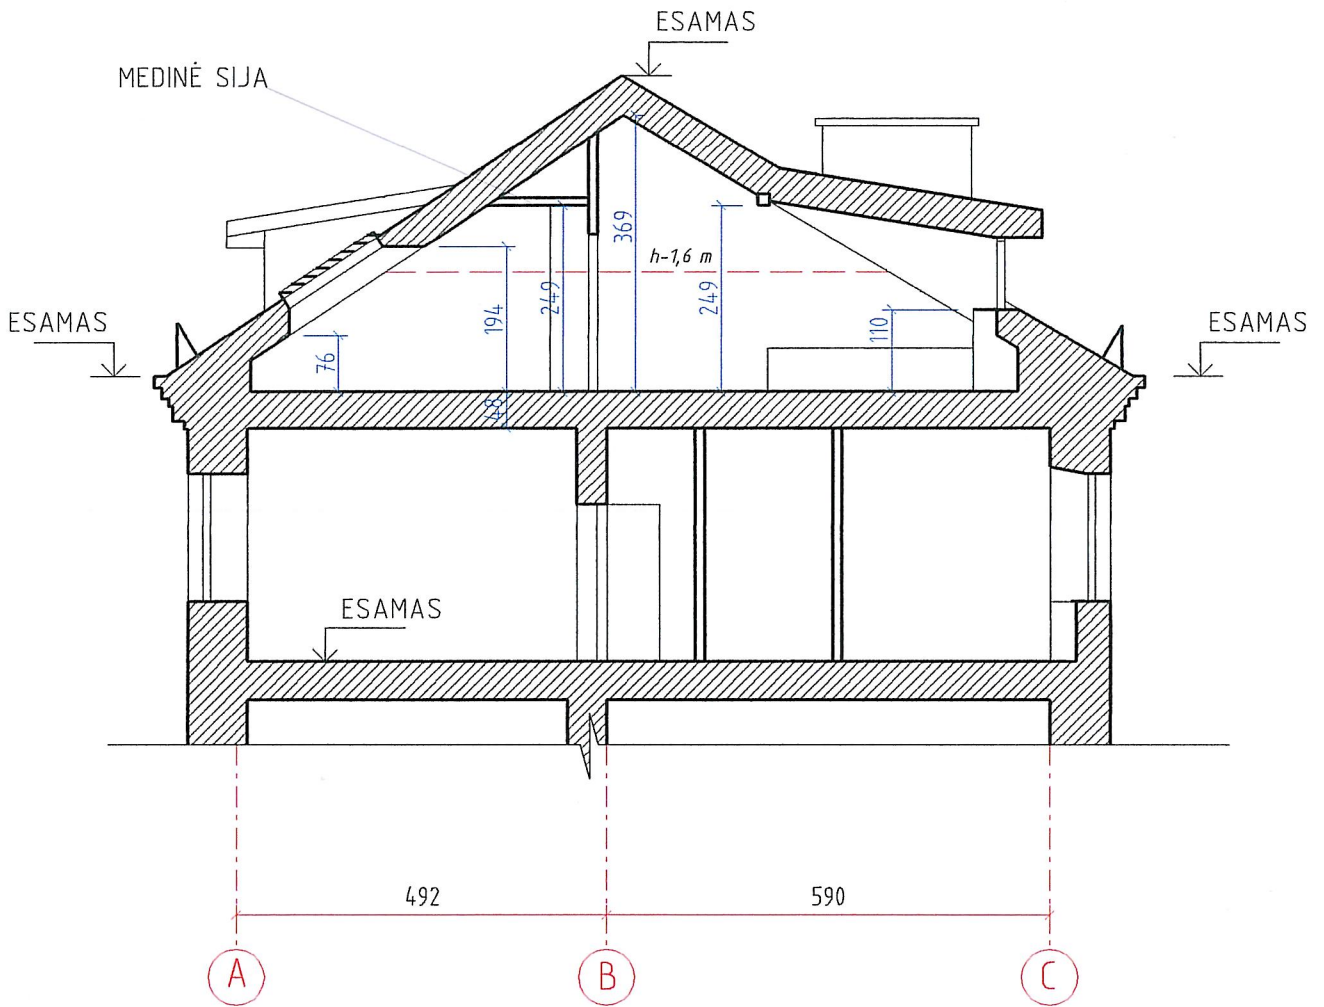 ESAMAS
MEDINĖ SIJA
369
h-1,6 m
249
249
194
110
76
48
ESAMAS
ESAMAS
ESAMAS
492
590
A
B
C